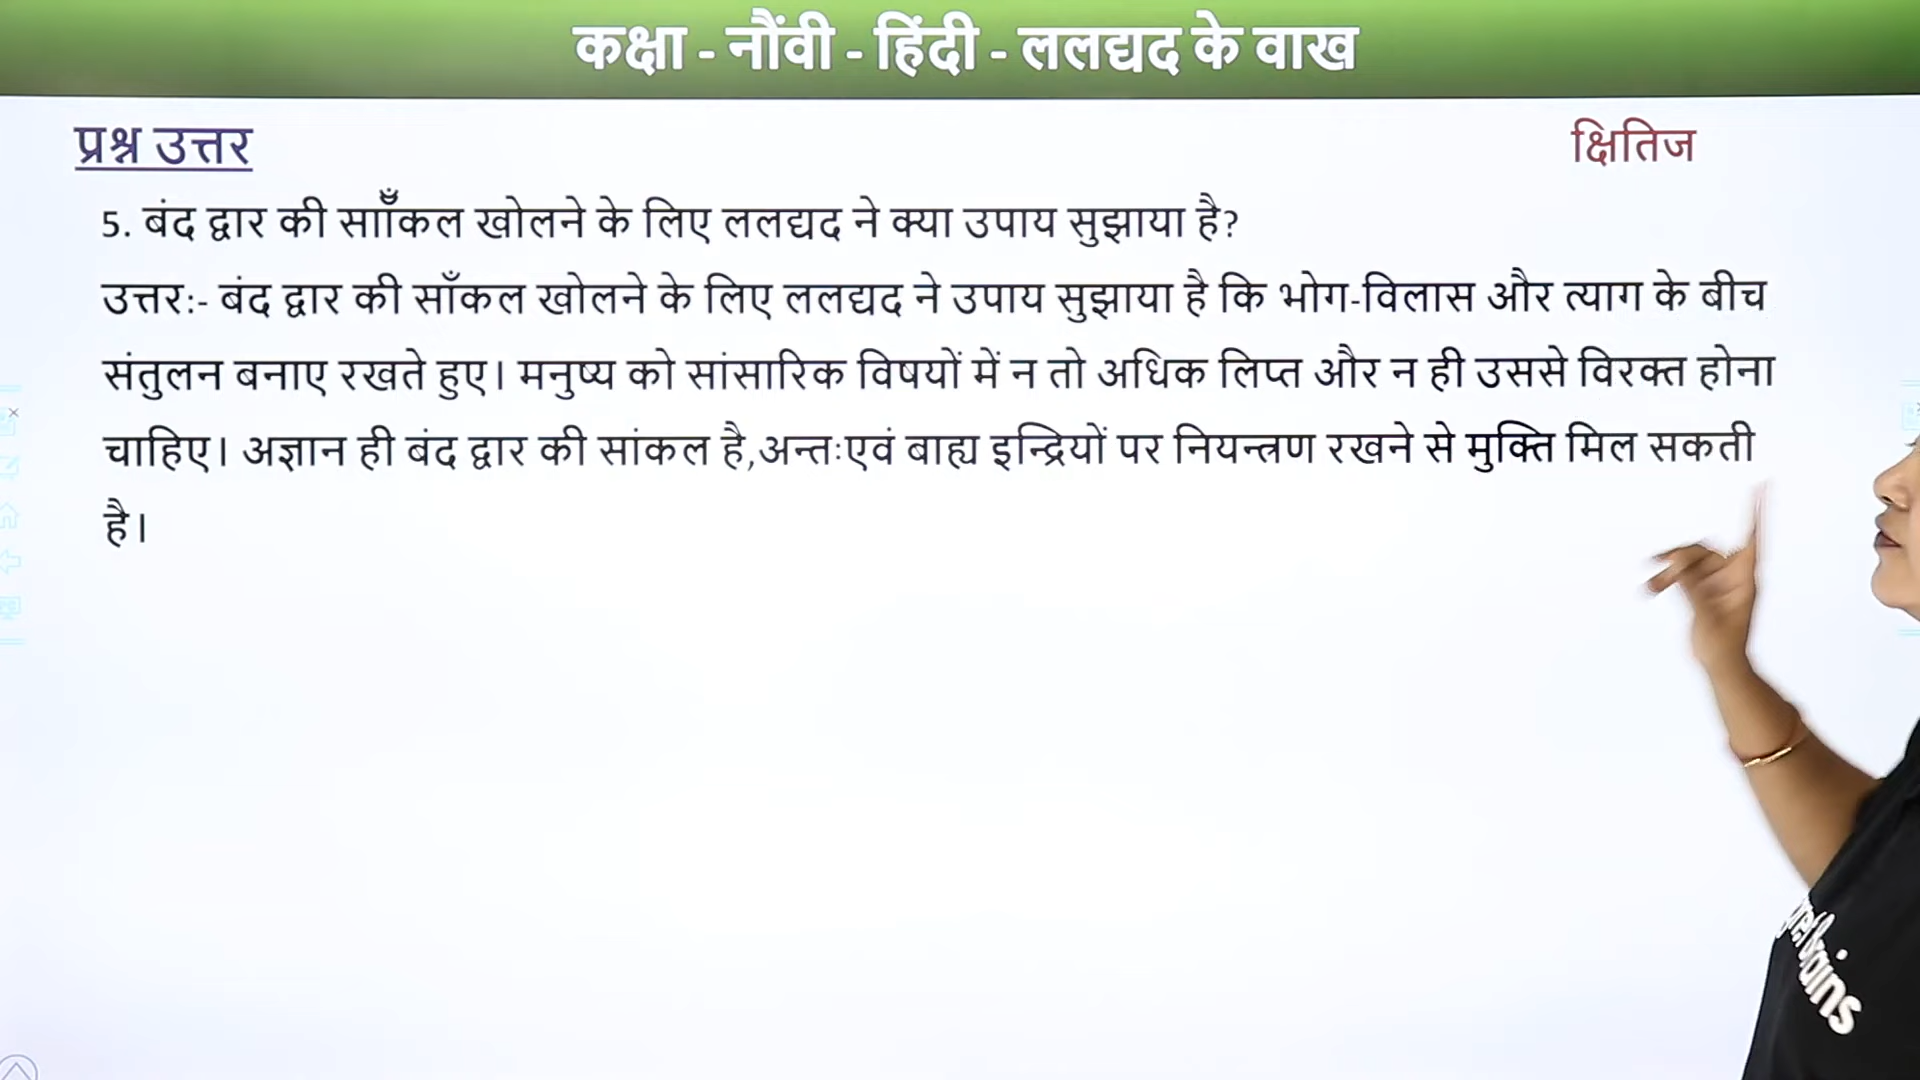 कक्षा - नौंवी - हिंदी - ललद्यद के वाख
प्रश्न उत्तर
क्षितिज
5. बंद द्वार की साँकल खोलने के लिए ललद्यद ने क्या उपाय सुझाया है?
उत्तर:- बंद द्वार की साँकल खोलने के लिए ललद्यद ने उपाय सुझाया है कि भोग-विलास और त्याग के बीच
संतुलन बनाए रखते हुए। मनुष्य को सांसारिक विषयों में न तो अधिक लिप्त और न ही उससे विरक्त होना
चाहिए। अज्ञान ही बंद द्वार की सांकल है,अन्तःएवं बाह्य इन्द्रियों पर नियन्त्रण रखने से मुक्ति मिल सकती
है।